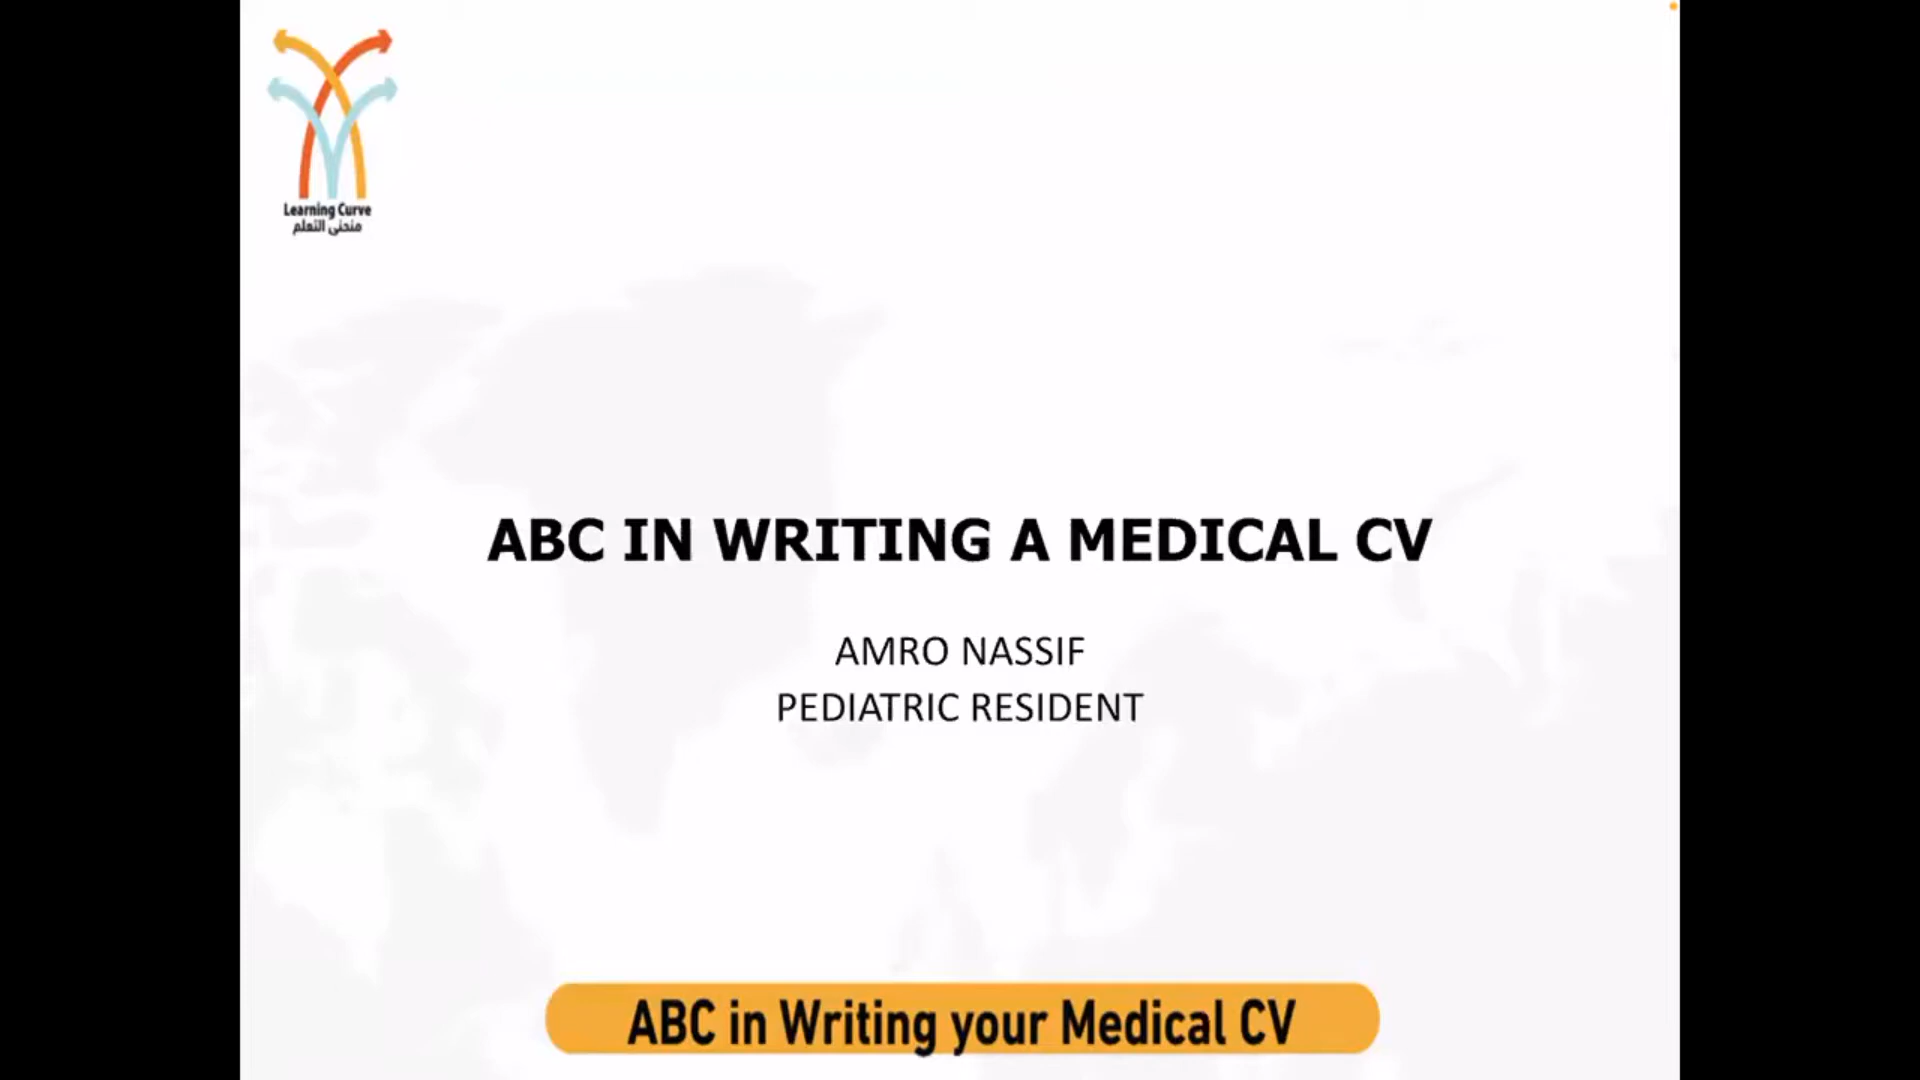 Learning Curve
منحنى التعلم
ABC IN WRITING A MEDICAL CV
AMRO NASSIF
PEDIATRIC RESIDENT
ABC in Writing your Medical CV